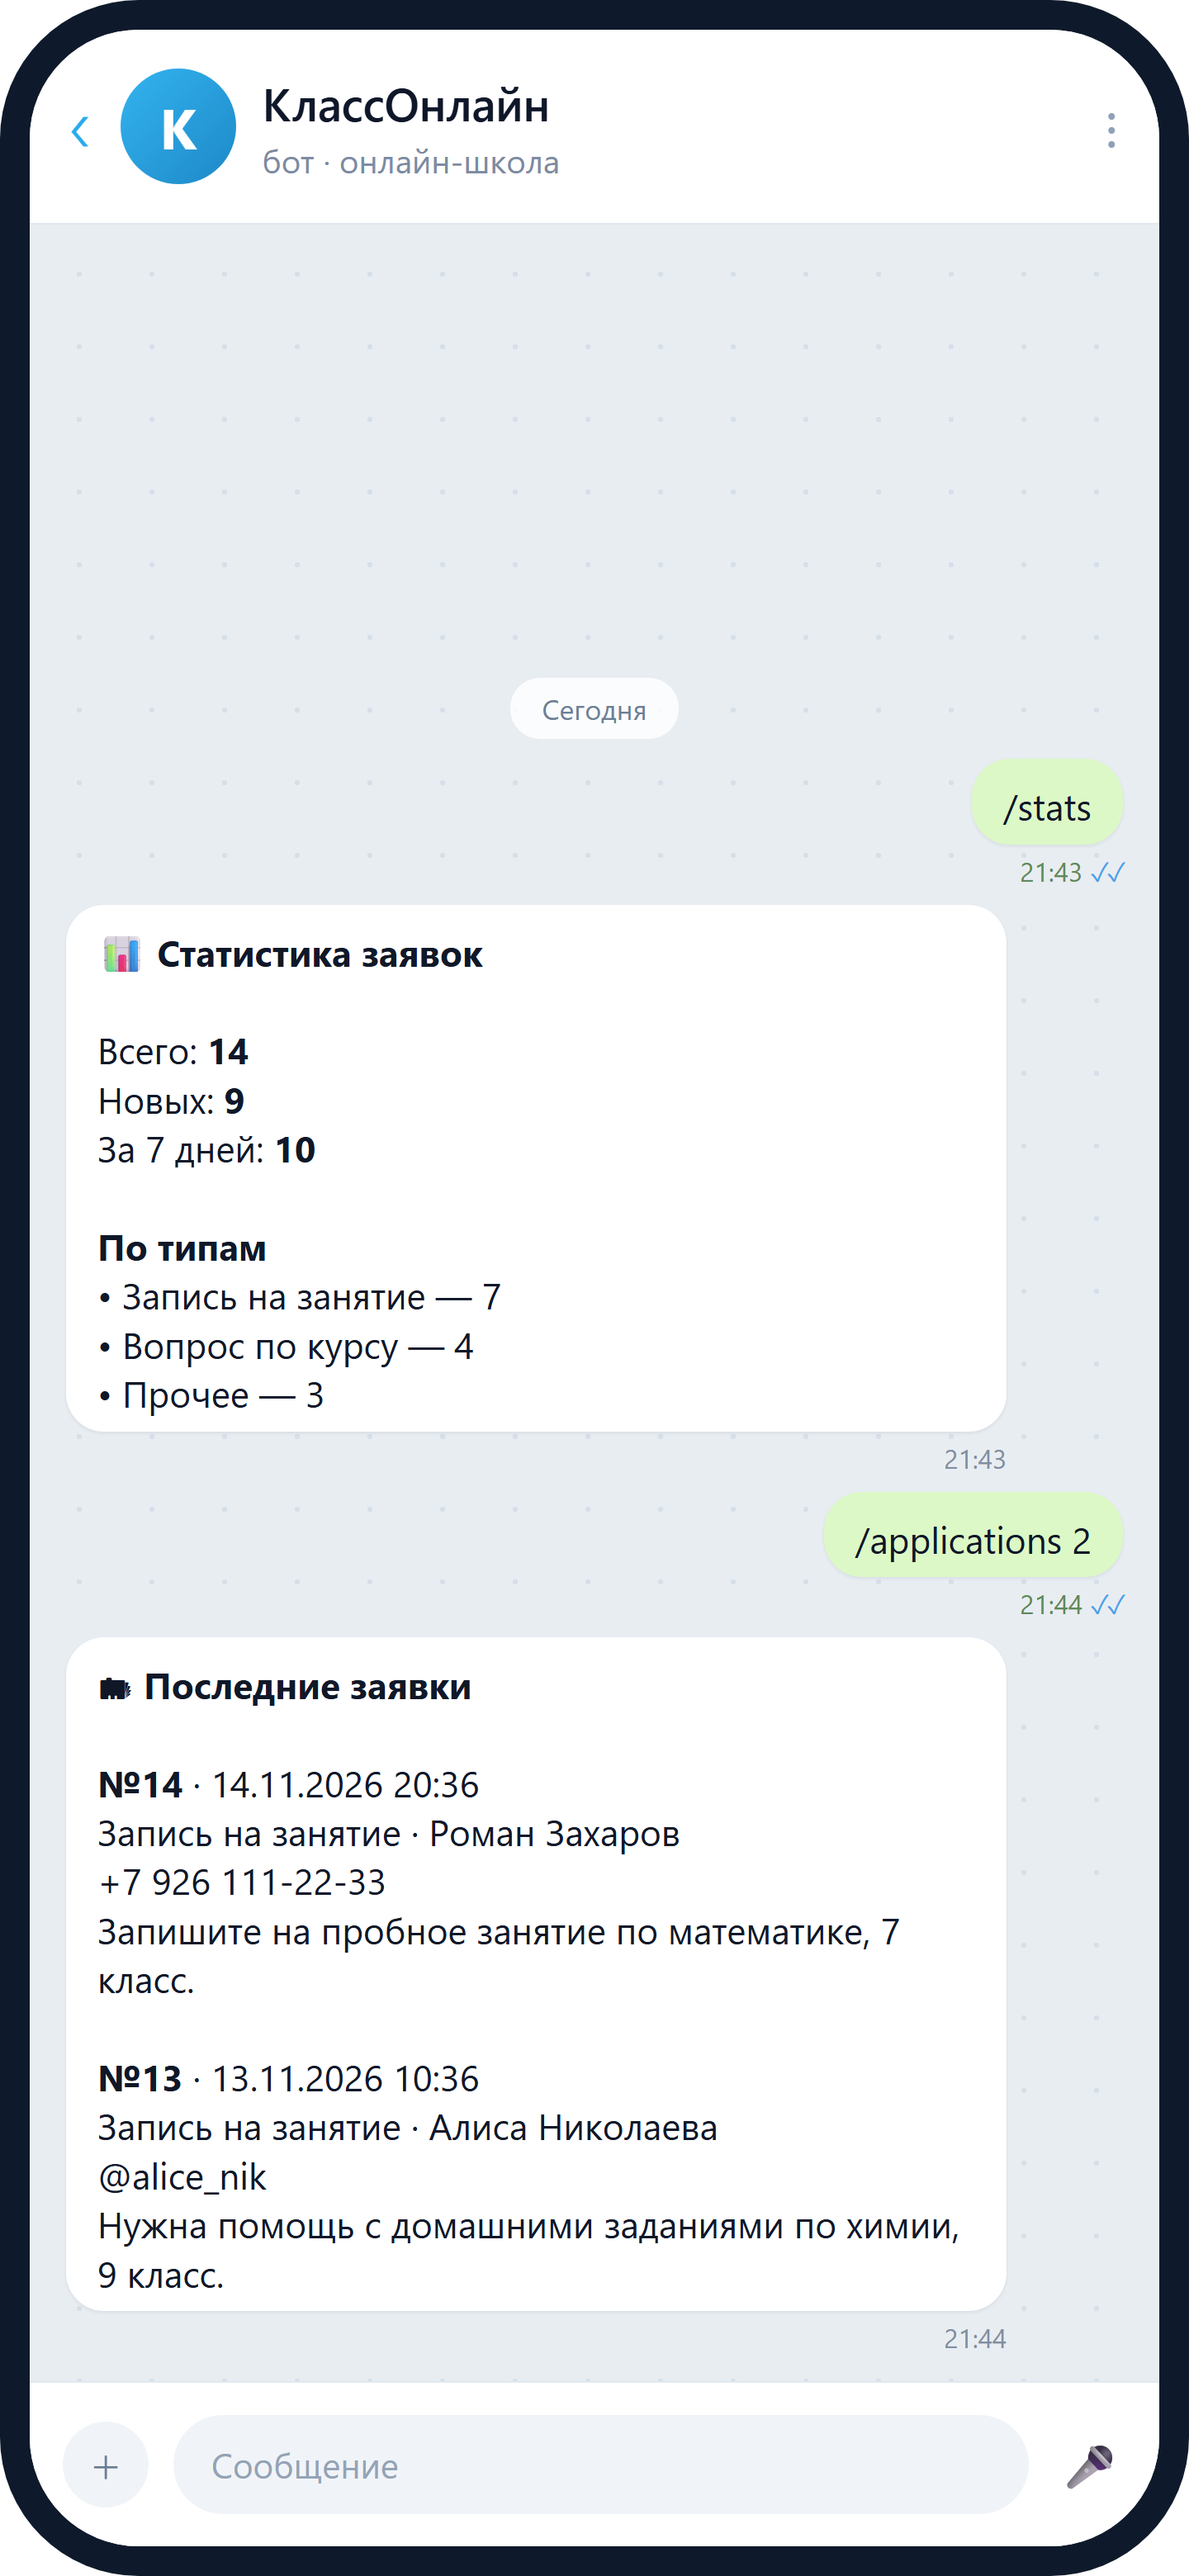 К
КлассОнлайн
бот · онлайн-школа
Сегодня
/stats
21:43 ✓✓
📊 Статистика заявок
Всего: 14
Новых: 9
За 7 дней: 10
По типам
• Запись на занятие — 7
• Вопрос по курсу — 4
• Прочее — 3
21:43
/applications 2
21:44 ✓✓
Последние заявки
№14 · 14.11.2026 20:36
Запись на занятие · Роман Захаров
+7 926 111-22-33
Запишите на пробное занятие по математике, 7
класс.
№13 · 13.11.2026 10:36
Запись на занятие · Алиса Николаева
@alice_nik
Нужна помощь с домашними заданиями по химии,
9 класс.
21:44
Сообщение